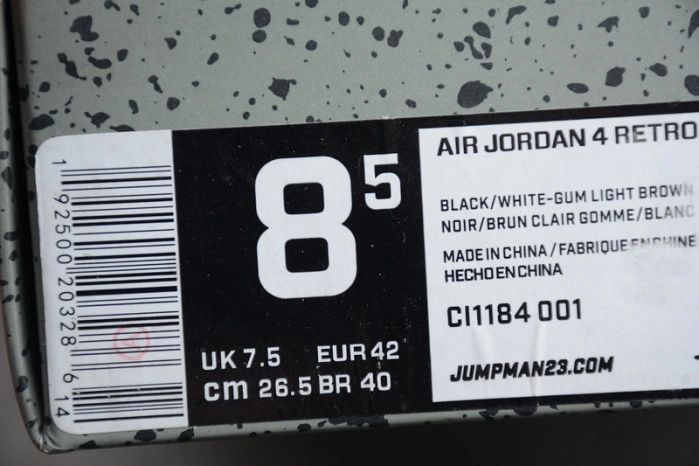 1 92500 20328 6 14
8 5
UK 7.5 EUR 42
cm 26.5 BR 40
AIR JORDAN 4 RETRO
BLACK/WHITE-GUM LIGHT BROWN
NOIR/BRUN CLAIR GOMME/BLANC
MADE IN CHINA / FABRIQUE EN CHINE
HECHO EN CHINA
CI1184 001
JUMPMAN23.COM